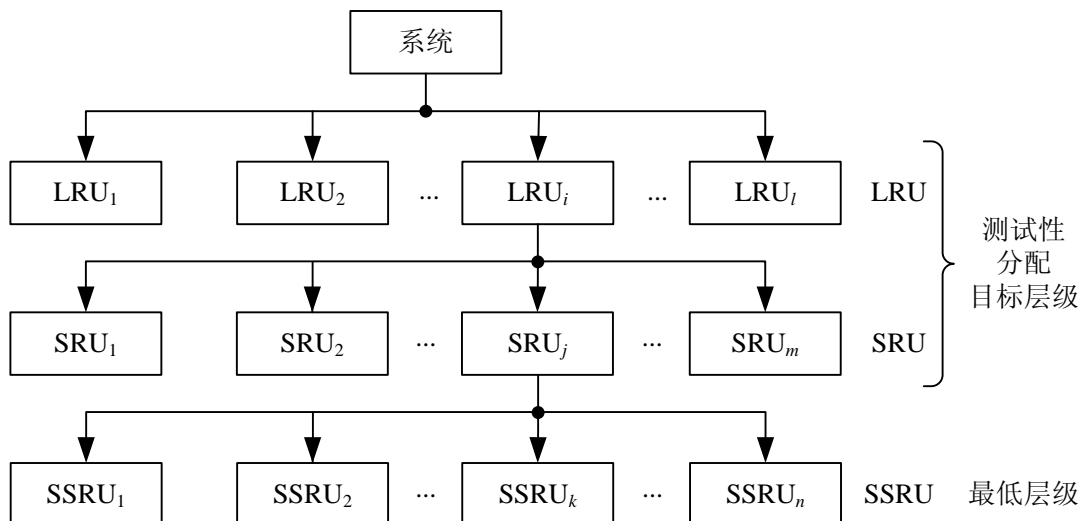 系统
LRU₁ LRU₂ ... LRUᵢ ... LRUₗ LRU
测试性
分配
目标层级
SRU₁ SRU₂ ... SRUⱼ ... SRUₘ SRU
SSRU₁ SSRU₂ ... SSRUₖ ... SSRUₙ SSRU 最低层级